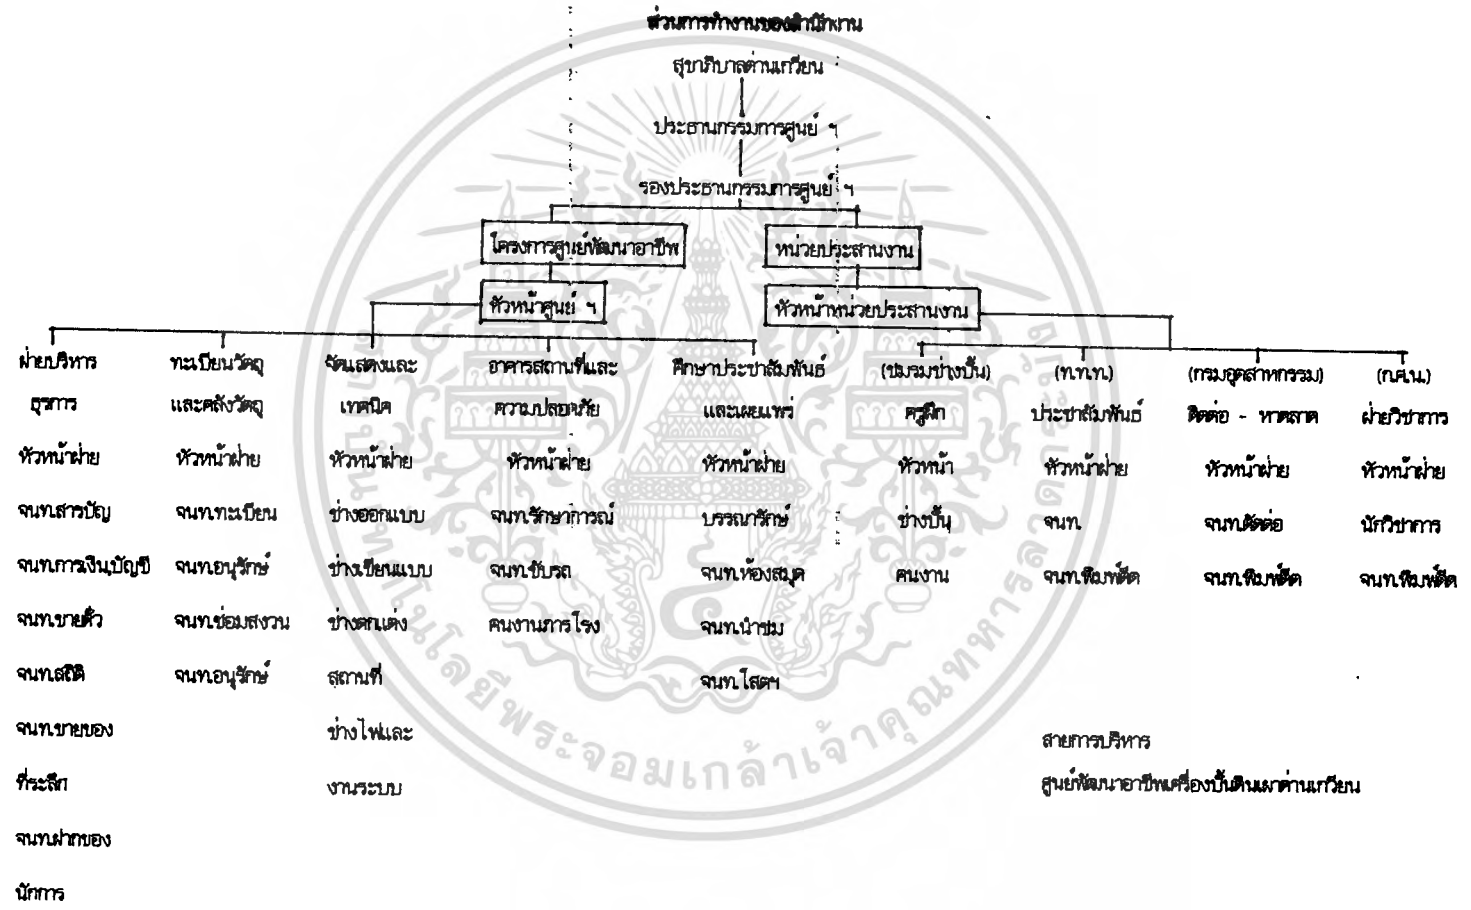 ส่วนการทำงานของสำนักงาน
สุขาภิบาลด่านเกวียน
ประธานกรรมการศูนย์ ฯ
รองประธานกรรมการศูนย์ ฯ
โครงการศูนย์พัฒนาอาชีพ
หน่วยประสานงาน
หัวหน้าศูนย์ ฯ
หัวหน้าหน่วยประสานงาน
ฝ่ายบริหาร
ธุรการ
หัวหน้าฝ่าย
จนท.สารบัญ
จนท.การเงิน,บัญชี
จนท.ขายตั๋ว
จนท.สถิติ
จนท.ขายของ
ที่ระลึก
จนท.ฝากของ
นักการ
ทะเบียนวัตถุ
และคลังวัตถุ
หัวหน้าฝ่าย
จนท.ทะเบียน
จนท.อนุรักษ์
จนท.ซ่อมสงวน
จนท.อนุรักษ์
จัดแสดงและ
เทคนิค
หัวหน้าฝ่าย
ช่างออกแบบ
ช่างเขียนแบบ
ช่างตกแต่ง
สถานที่
ช่างไฟและ
งานระบบ
อาคารสถานที่และ
ความปลอดภัย
หัวหน้าฝ่าย
จนท.รักษาการณ์
จนท.ขับรถ
คนงานภารโรง
ศึกษาประชาสัมพันธ์
และเผยแพร่
หัวหน้าฝ่าย
บรรณารักษ์
จนท.ห้องสมุด
จนท.นำชม
จนท.โสตฯ
(ชมรมช่างปั้น)
ครูฝึก
หัวหน้า
ช่างปั้น
คนงาน
(ท.ท.ท.)
ประชาสัมพันธ์
หัวหน้าฝ่าย
จนท.
จนท.พิมพ์ดีด
(กรมอุตสาหกรรม)
ติดต่อ - หาตลาด
หัวหน้าฝ่าย
จนท.ติดต่อ
จนท.พิมพ์ดีด
(ก.ศ.น.)
ฝ่ายวิชาการ
หัวหน้าฝ่าย
นักวิชาการ
จนท.พิมพ์ดีด
สายการบริหาร
ศูนย์พัฒนาอาชีพเครื่องปั้นดินเผาด่านเกวียน